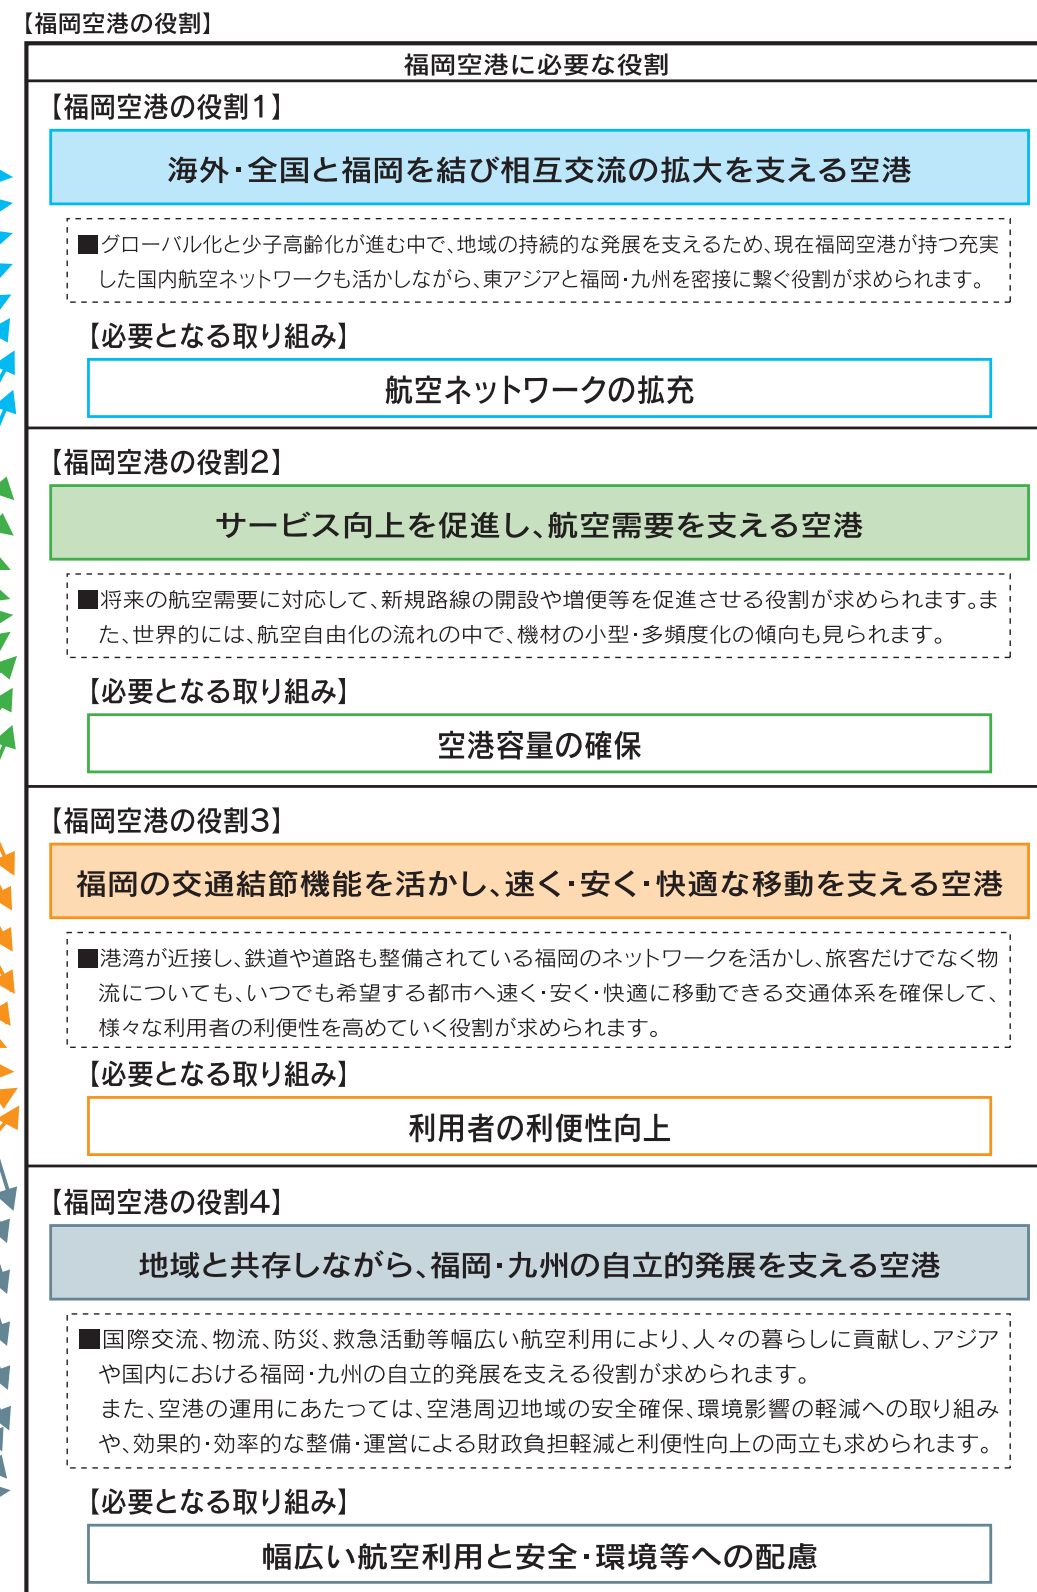 【福岡空港の役割】
福岡空港に必要な役割
【福岡空港の役割1】
海外・全国と福岡を結び相互交流の拡大を支える空港
■グローバル化と少子高齢化が進む中で、地域の持続的な発展を支えるため、現在福岡空港が持つ充実
した国内航空ネットワークも活かしながら、東アジアと福岡・九州を密接に繋ぐ役割が求められます。
【必要となる取り組み】
航空ネットワークの拡充
【福岡空港の役割2】
サービス向上を促進し、航空需要を支える空港
■将来の航空需要に対応して、新規路線の開設や増便等を促進させる役割が求められます。ま
た、世界的には、航空自由化の流れの中で、機材の小型・多頻度化の傾向も見られます。
【必要となる取り組み】
空港容量の確保
【福岡空港の役割3】
福岡の交通結節機能を活かし、速く・安く・快適な移動を支える空港
■港湾が近接し、鉄道や道路も整備されている福岡のネットワークを活かし、旅客だけでなく物
流についても、いつでも希望する都市へ速く・安く・快適に移動できる交通体系を確保して、
様々な利用者の利便性を高めていく役割が求められます。
【必要となる取り組み】
利用者の利便性向上
【福岡空港の役割4】
地域と共存しながら、福岡・九州の自立的発展を支える空港
■国際交流、物流、防災、救急活動等幅広い航空利用により、人々の暮らしに貢献し、アジア
や国内における福岡・九州の自立的発展を支える役割が求められます。
また、空港の運用にあたっては、空港周辺地域の安全確保、環境影響の軽減への取り組み
や、効果的・効率的な整備・運営による財政負担軽減と利便性向上の両立も求められます。
【必要となる取り組み】
幅広い航空利用と安全・環境等への配慮